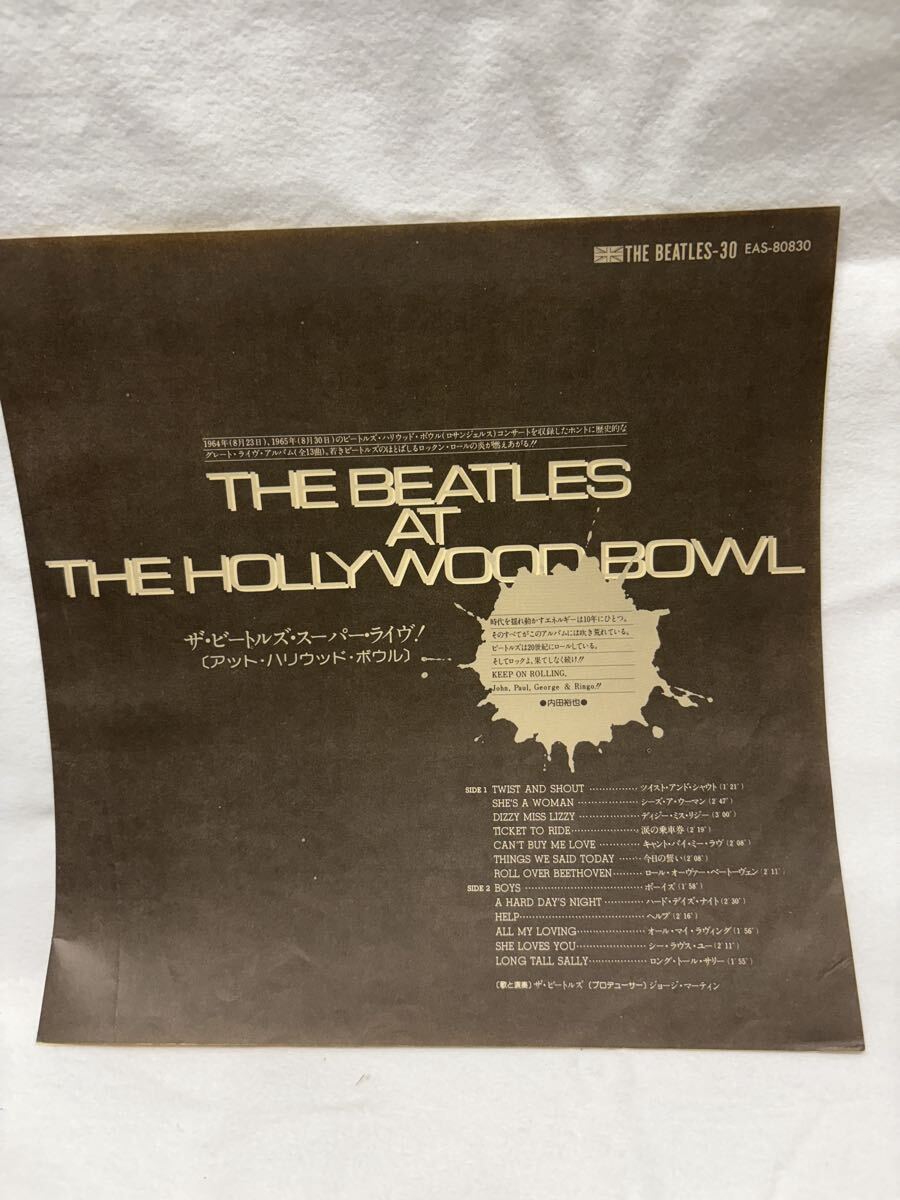 THE BEATLES-30 EAS-80830
1964年(8月23日)、1965年(8月30日)のビートルズ・ハリウッド・ボウル(ロサンジェルス)コンサートを収録したホントに歴史的な
グレート・ライヴ・アルバム(全13曲)。若きビートルズのほとばしるロックン・ロールの炎が燃えあがる!!
THE BEATLES
AT
THE HOLLYWOOD BOWL
ザ・ビートルズ・スーパー・ライヴ!
〔アット・ハリウッド・ボウル〕
時代を揺れ動かすエネルギーは10年にひとつ。
そのすべてがこのアルバムには吹き荒れている。
ビートルズは20世紀にロールしている。
そしてロックよ、果てしなく続け!!
KEEP ON ROLLING.
John, Paul, George & Ringo!!
●内田裕也●
SIDE 1 TWIST AND SHOUT ………… ツイスト・アンド・シャウト(1'21")
SHE'S A WOMAN ………… シーズ・ア・ウーマン(2'47")
DIZZY MISS LIZZY ………… ディジー・ミス・リジー(3'00")
TICKET TO RIDE ………… 涙の乗車券(2'19")
CAN'T BUY ME LOVE ………… キャント・バイ・ミー・ラヴ(2'08")
THINGS WE SAID TODAY …… 今日の誓い(2'08")
ROLL OVER BEETHOVEN ……… ロール・オーヴァー・ベートーヴェン(2'11")
SIDE 2 BOYS ………… ボーイズ(1'58")
A HARD DAY'S NIGHT ………… ハード・デイズ・ナイト(2'30")
HELP ………… ヘルプ(2'16")
ALL MY LOVING ………… オール・マイ・ラヴィング(1'56")
SHE LOVES YOU ………… シー・ラヴス・ユー(2'11")
LONG TALL SALLY ………… ロング・トール・サリー(1'55")
〔歌と演奏〕ザ・ビートルズ〔プロデューサー〕ジョージ・マーティン